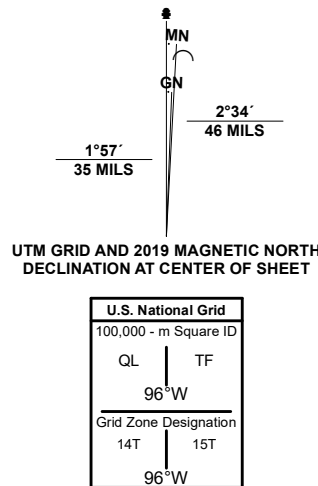 MN
GN
2°34´
46 MILS
1°57´
35 MILS
UTM GRID AND 2019 MAGNETIC NORTH
DECLINATION AT CENTER OF SHEET
U.S. National Grid
100,000 - m Square ID
QL TF
96°W
Grid Zone Designation
14T 15T
96°W